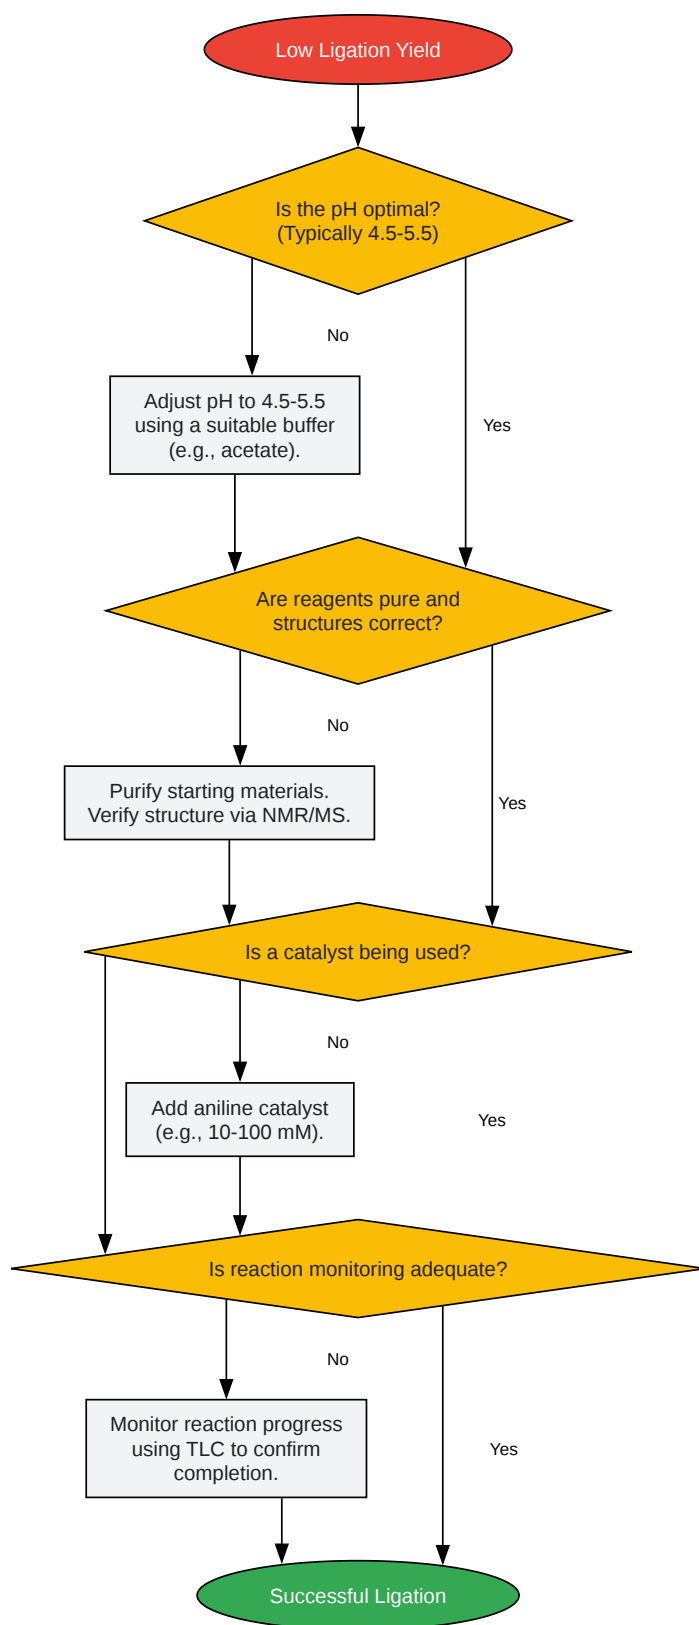 Low Ligation Yield
Is the pH optimal?
(Typically 4.5-5.5)
No
Adjust pH to 4.5-5.5
using a suitable buffer
(e.g., acetate).
Yes
Are reagents pure and
structures correct?
No
Purify starting materials.
Verify structure via NMR/MS.
Yes
Is a catalyst being used?
No
Add aniline catalyst
(e.g., 10-100 mM).
Yes
Is reaction monitoring adequate?
No
Monitor reaction progress
using TLC to confirm
completion.
Yes
Successful Ligation